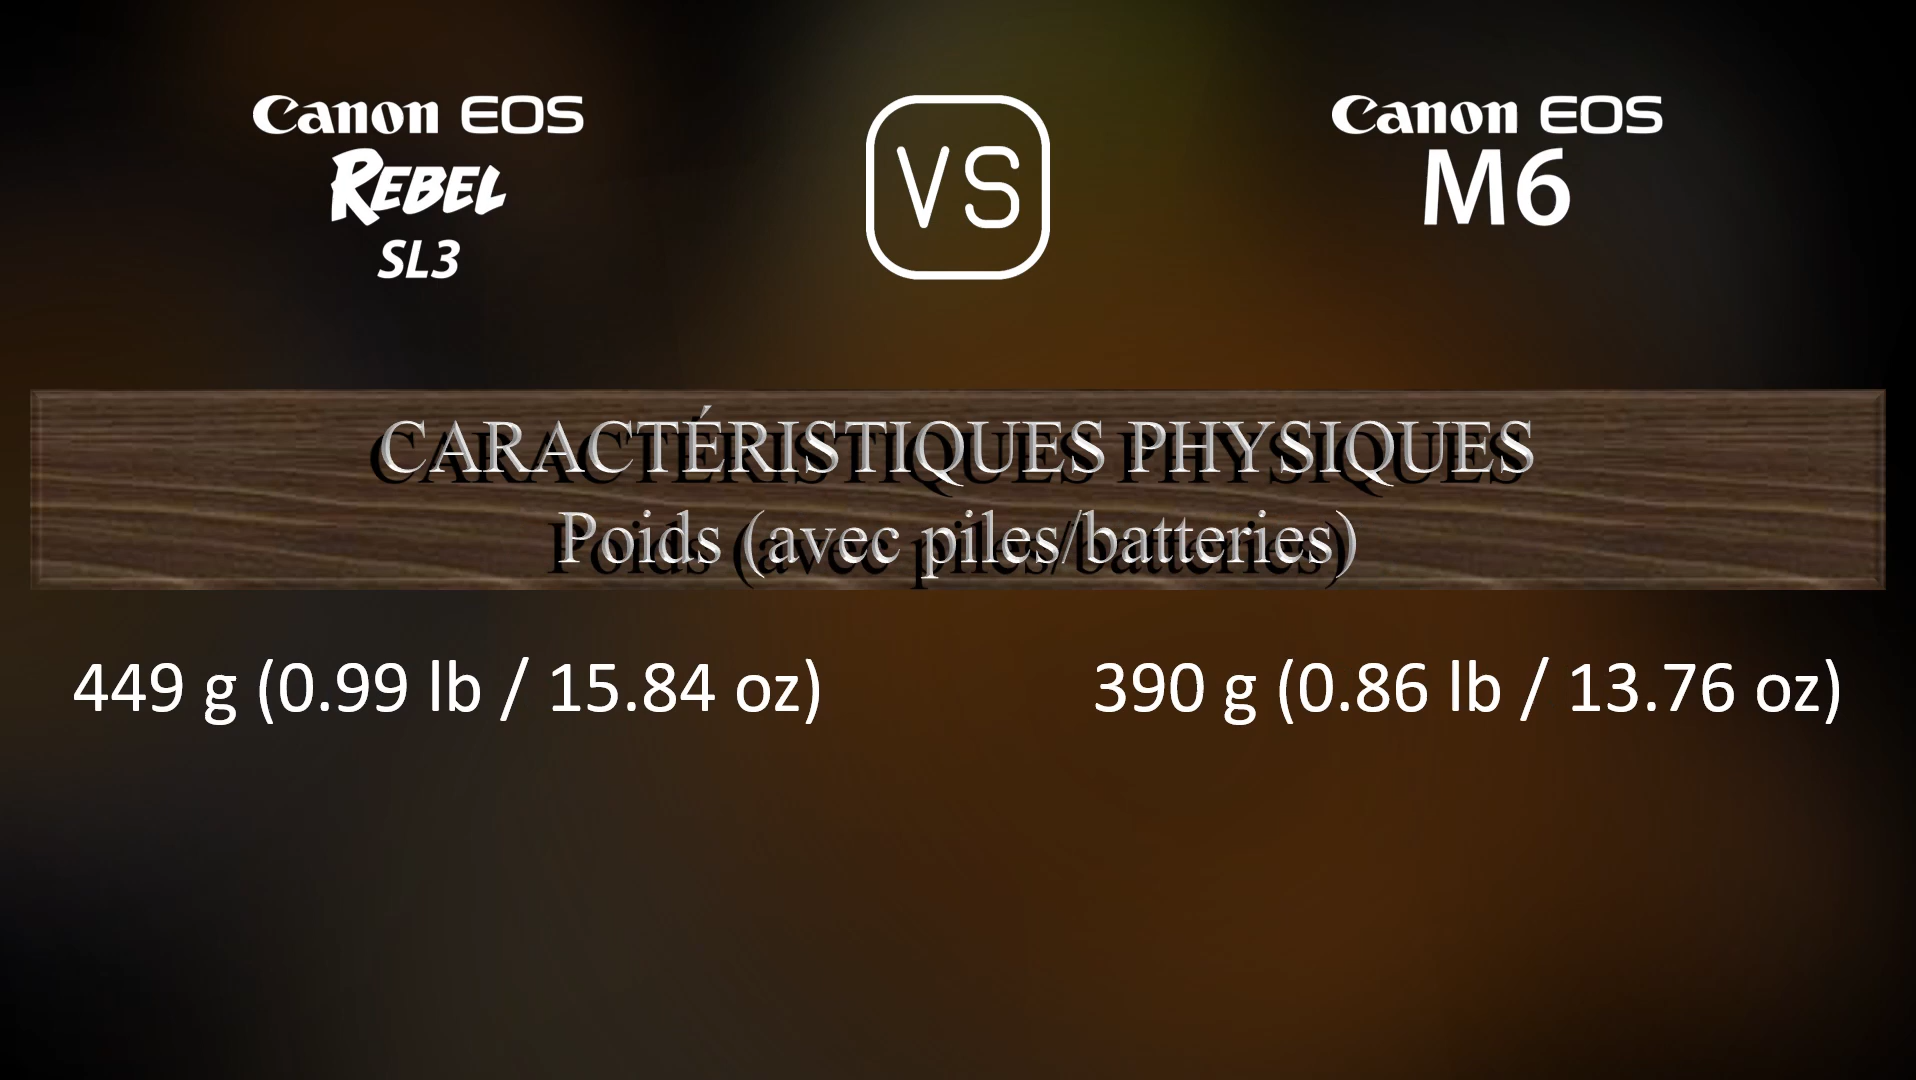 Canon EOS
REBEL
SL3
VS
Canon EOS
M6
CARACTÉRISTIQUES PHYSIQUES
Poids (avec piles/batteries)
449 g (0.99 lb / 15.84 oz)
390 g (0.86 lb / 13.76 oz)